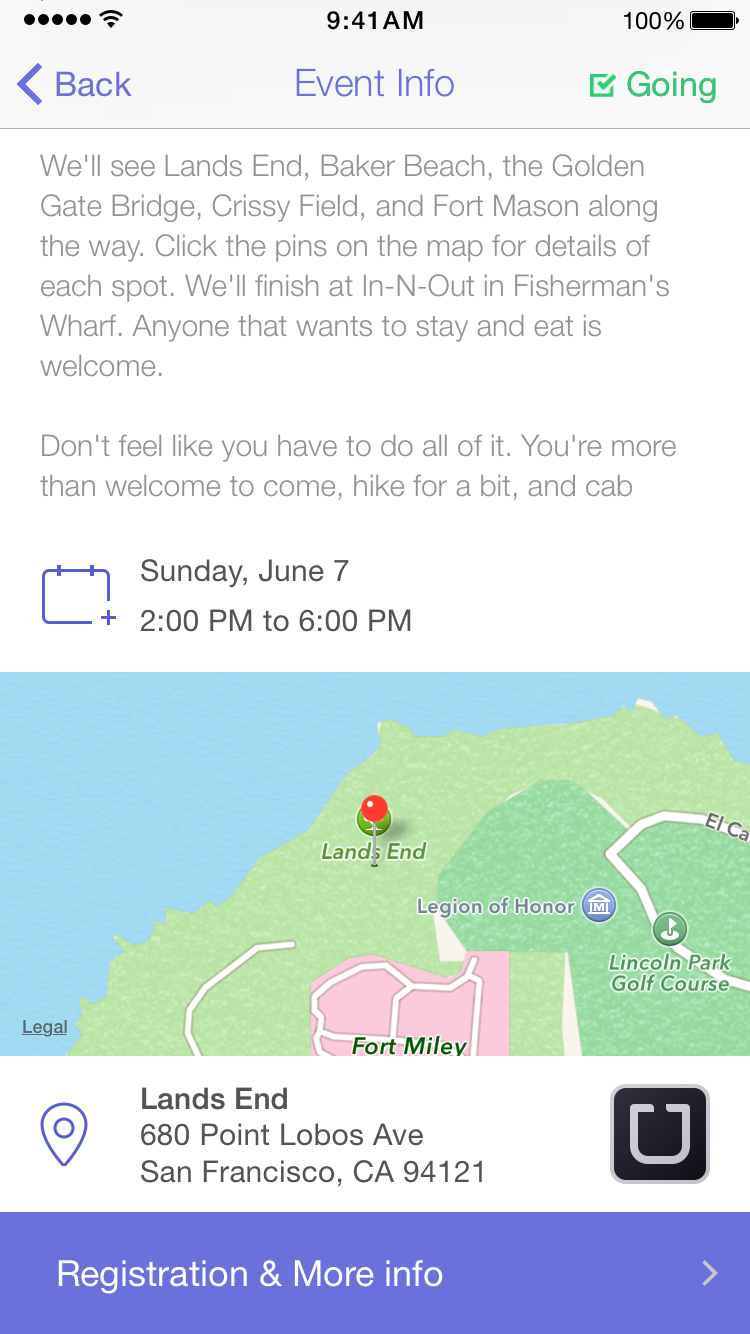 9:41AM 100%
Back Event Info Going
We'll see Lands End, Baker Beach, the Golden
Gate Bridge, Crissy Field, and Fort Mason along
the way. Click the pins on the map for details of
each spot. We'll finish at In-N-Out in Fisherman's
Wharf. Anyone that wants to stay and eat is
welcome.
Don't feel like you have to do all of it. You're more
than welcome to come, hike for a bit, and cab
Sunday, June 7
2:00 PM to 6:00 PM
El Ca
Lands End
Legion of Honor
Lincoln Park
Golf Course
Legal
Fort Miley
Lands End
680 Point Lobos Ave
San Francisco, CA 94121
Registration & More info